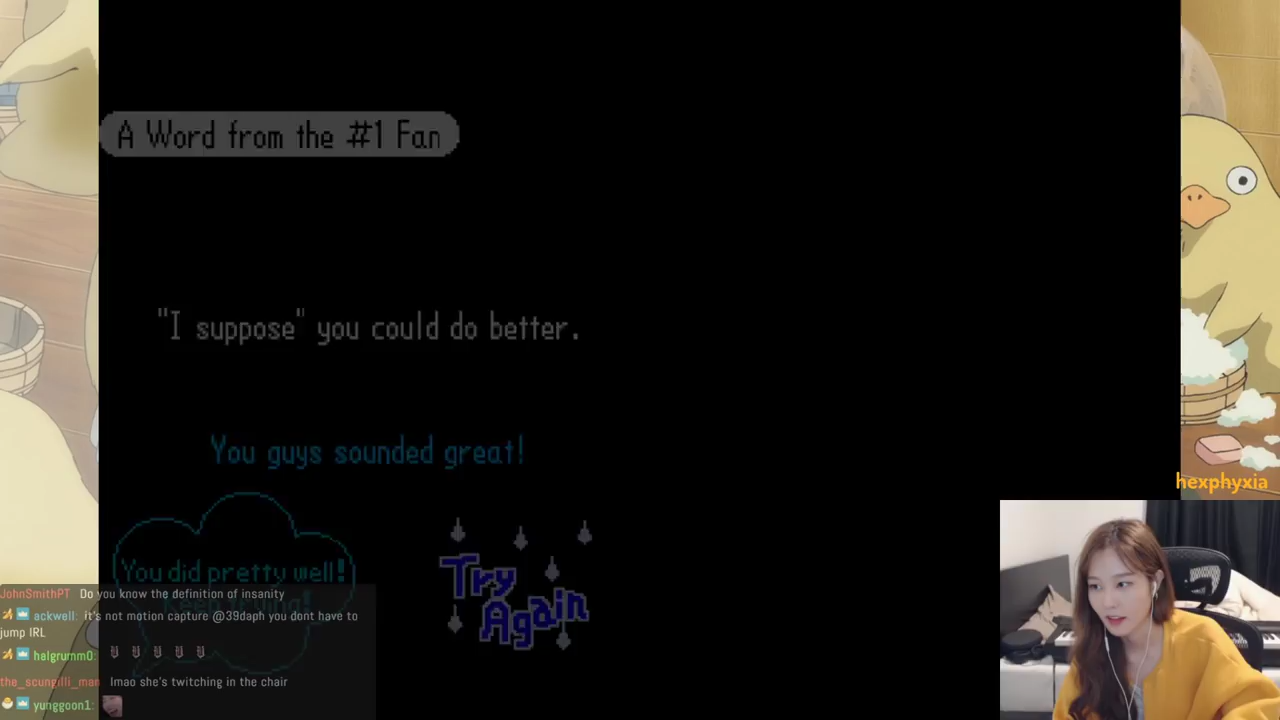 A Word from the #1 Fan
"I suppose" you could do better.
You guys sounded great!
You did pretty well!
Try
Again
hexphyxia
JohnSmithPT Do you know the definition of insanity
ackwell: it's not motion capture @39daph you dont have to
jump IRL
halgrumm0:
the_scungilli_man lmao she's twitching in the chair
yunggoon1: